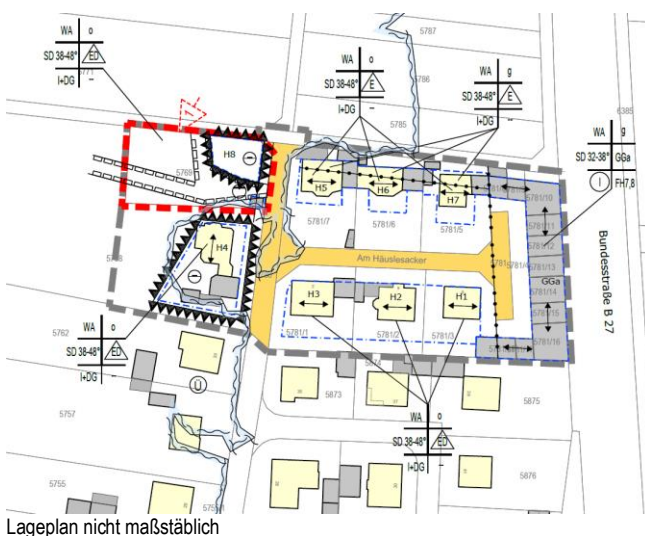 WA o
SD 38-48° ED
5771
I+DG --
WA o
SD 38-48° E
I+DG --
WA g
SD 38-48° E
I+DG --
5787
5786
5785
6385
WA g
SD 32-38° GGa
I FH7,8
H8
5769
H5
H6
H7
5781/7
5781/6
5781/5
5781/10
5781/11
5781/12
5781/13
5781/14
5781/15
5781/16
GGa
Bundesstraße B 27
H4
Am Häuslesacker
H3
H2
H1
5781/1
5781/2
5781/3
5762
WA o
SD 38-48° ED
I+DG --
Ü
5873
5875
5757
WA o
SD 38-48° ED
I+DG --
5876
5755
Lageplan nicht maßstäblich